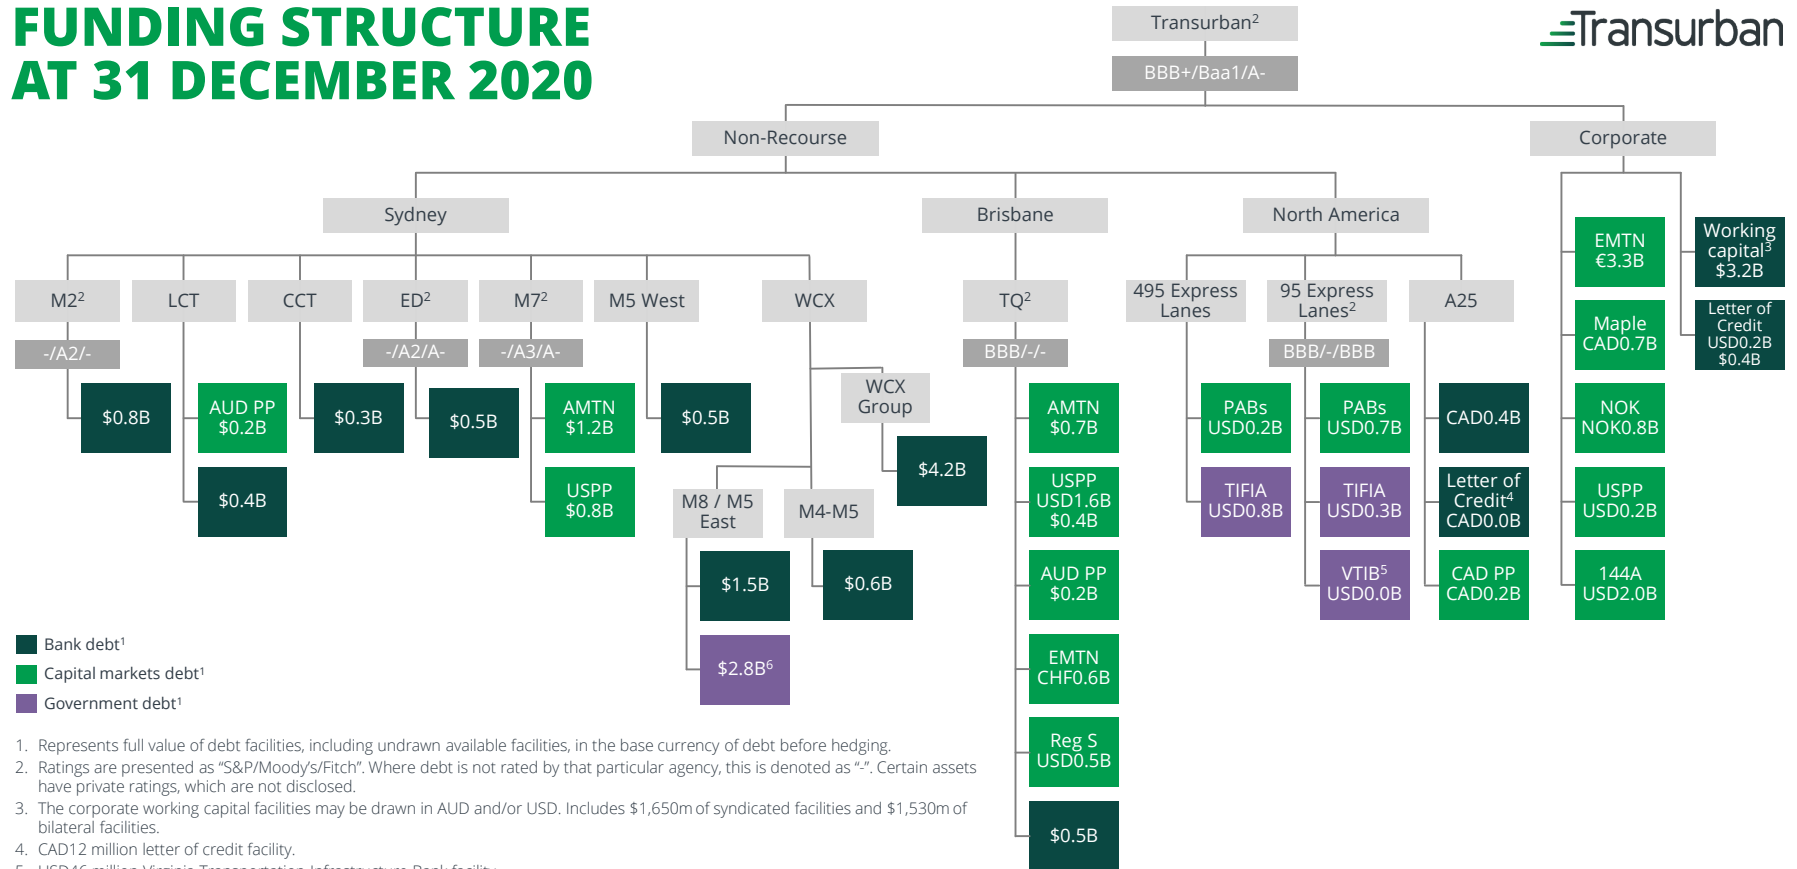 FUNDING STRUCTURE
AT 31 DECEMBER 2020
Transurban
Transurban²
BBB+/Baa1/A-
Non-Recourse
Corporate
Sydney
Brisbane
North America
M2²
LCT
CCT
ED²
M7²
M5 West
WCX
TQ²
495 Express
Lanes
95 Express
Lanes²
A25
-/A2/-
-/A2/A-
-/A3/A-
BBB/-/-
BBB/-/BBB
$0.8B
AUD PP
$0.2B
$0.4B
$0.3B
$0.5B
AMTN
$1.2B
USPP
$0.8B
$0.5B
WCX
Group
$4.2B
M8 / M5
East
$1.5B
$2.8B⁶
M4-M5
$0.6B
AMTN
$0.7B
USPP
USD1.6B
$0.4B
AUD PP
$0.2B
EMTN
CHF0.6B
Reg S
USD0.5B
$0.5B
PABs
USD0.2B
TIFIA
USD0.8B
PABs
USD0.7B
TIFIA
USD0.3B
VTIB⁵
USD0.0B
CAD0.4B
Letter of
Credit⁴
CAD0.0B
CAD PP
CAD0.2B
EMTN
€3.3B
Maple
CAD0.7B
NOK
NOK0.8B
USPP
USD0.2B
144A
USD2.0B
Working
capital³
$3.2B
Letter of
Credit
USD0.2B
$0.4B
Bank debt¹
Capital markets debt¹
Government debt¹
1. Represents full value of debt facilities, including undrawn available facilities, in the base currency of debt before hedging.
2. Ratings are presented as “S&P/Moody’s/Fitch”. Where debt is not rated by that particular agency, this is denoted as “-”. Certain assets
have private ratings, which are not disclosed.
3. The corporate working capital facilities may be drawn in AUD and/or USD. Includes $1,650m of syndicated facilities and $1,530m of
bilateral facilities.
4. CAD12 million letter of credit facility.
5. USD46 million Virginia Transportation Infrastructure Bank facility.